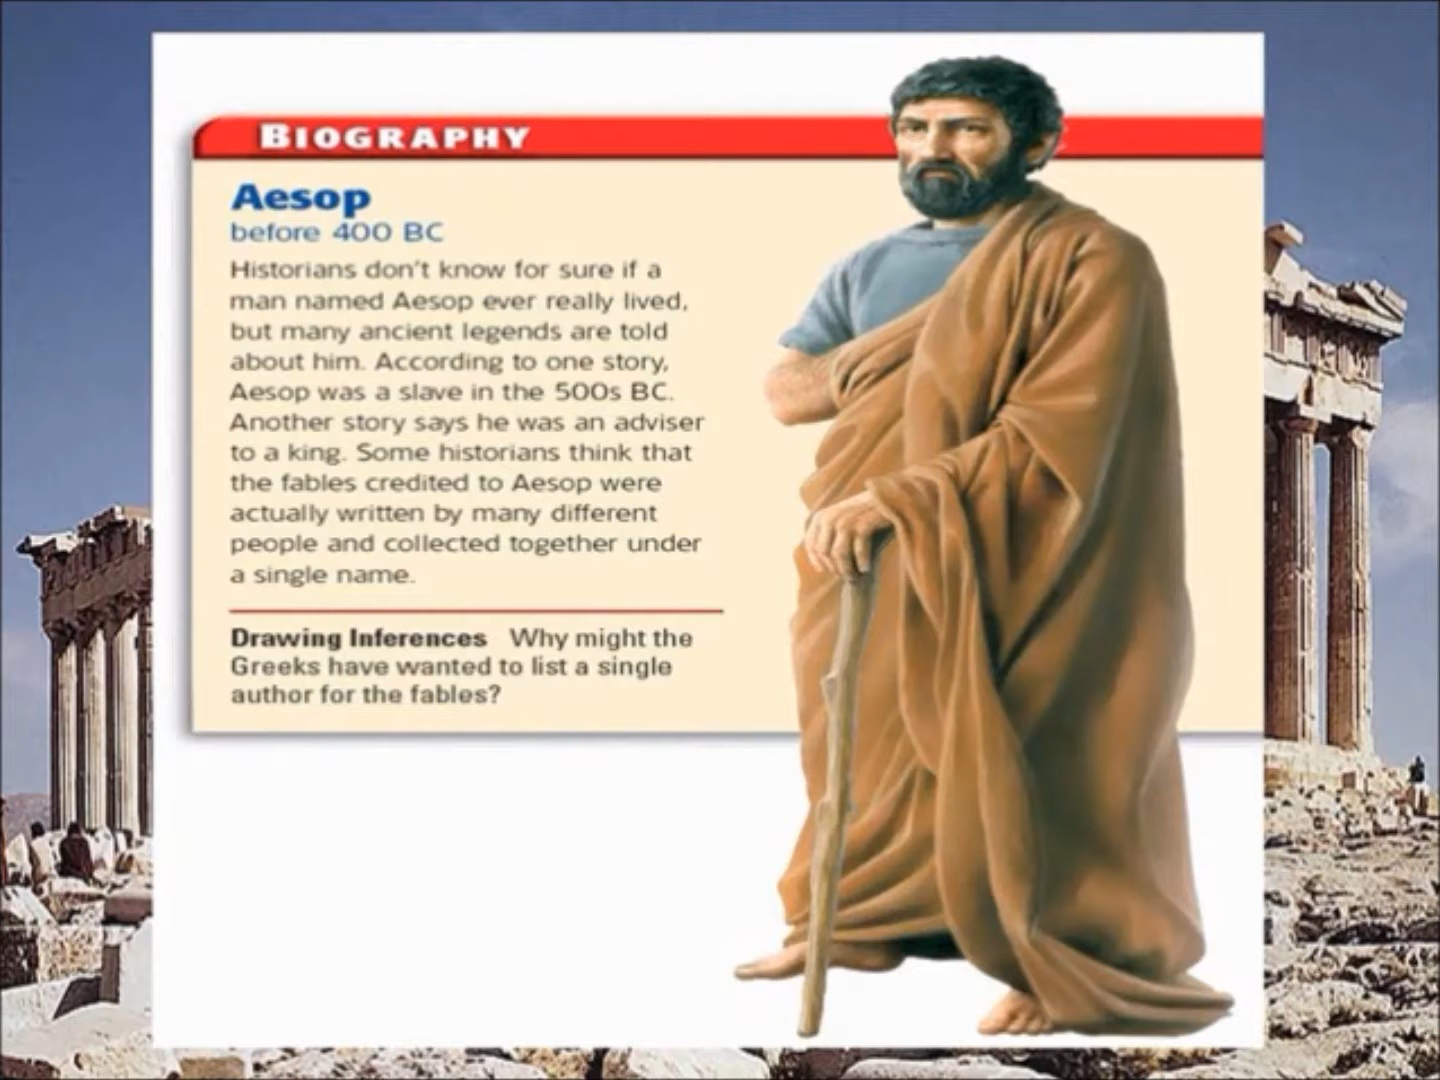 BIOGRAPHY
Aesop
before 400 BC
Historians don't know for sure if a
man named Aesop ever really lived,
but many ancient legends are told
about him. According to one story,
Aesop was a slave in the 500s BC.
Another story says he was an adviser
to a king. Some historians think that
the fables credited to Aesop were
actually written by many different
people and collected together under
a single name.
Drawing Inferences Why might the
Greeks have wanted to list a single
author for the fables?